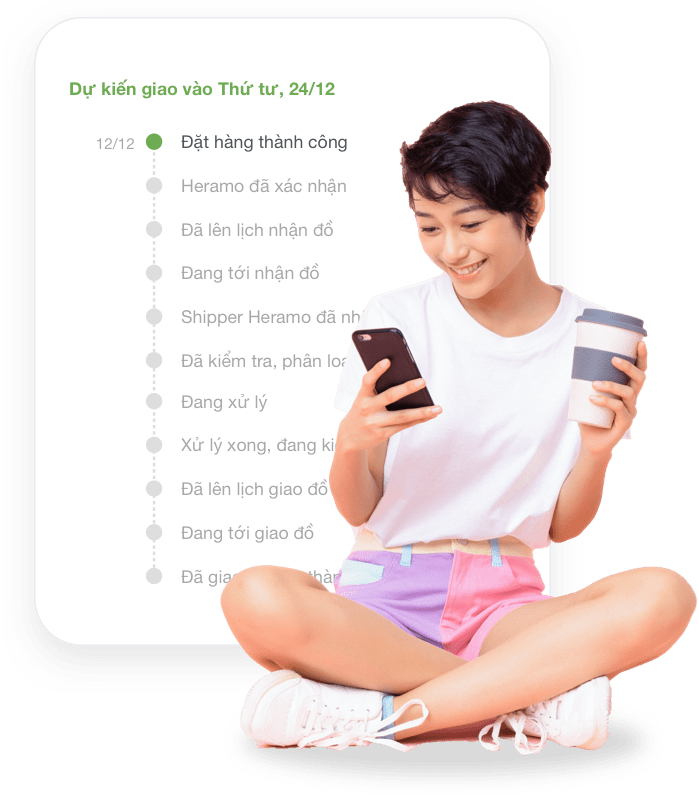 Dự kiến giao vào Thứ tư, 24/12
12/12 Đặt hàng thành công
Heramo đã xác nhận
Đã lên lịch nhận đồ
Đang tới nhận đồ
Shipper Heramo đã
Đã kiểm tra, phân
Đang xử lý
Xử lý xong, đang
Đã lên lịch giao đồ
Đang tới giao đồ
Đã